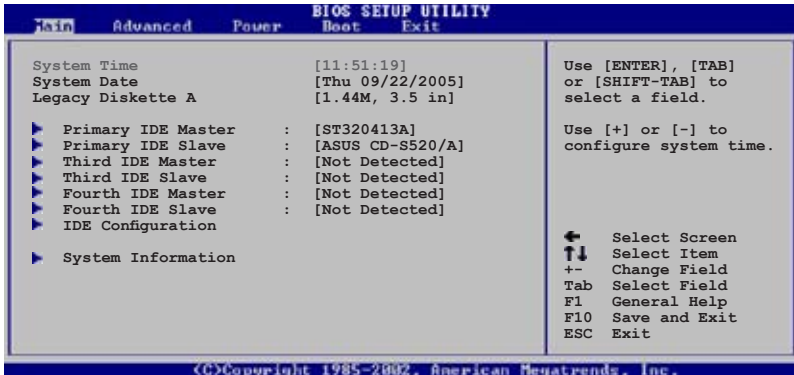 BIOS SETUP UTILITY
Main Advanced Power Boot Exit
System Time [11:51:19]
System Date [Thu 09/22/2005]
Legacy Diskette A [1.44M, 3.5 in]
Primary IDE Master : [ST320413A]
Primary IDE Slave : [ASUS CD-S520/A]
Third IDE Master : [Not Detected]
Third IDE Slave : [Not Detected]
Fourth IDE Master : [Not Detected]
Fourth IDE Slave : [Not Detected]
IDE Configuration
System Information
Use [ENTER], [TAB]
or [SHIFT-TAB] to
select a field.
Use [+] or [-] to
configure system time.
Select Screen
Select Item
+- Change Field
Tab Select Field
F1 General Help
F10 Save and Exit
ESC Exit
(C)Copyright 1985-2002, American Megatrends, Inc.